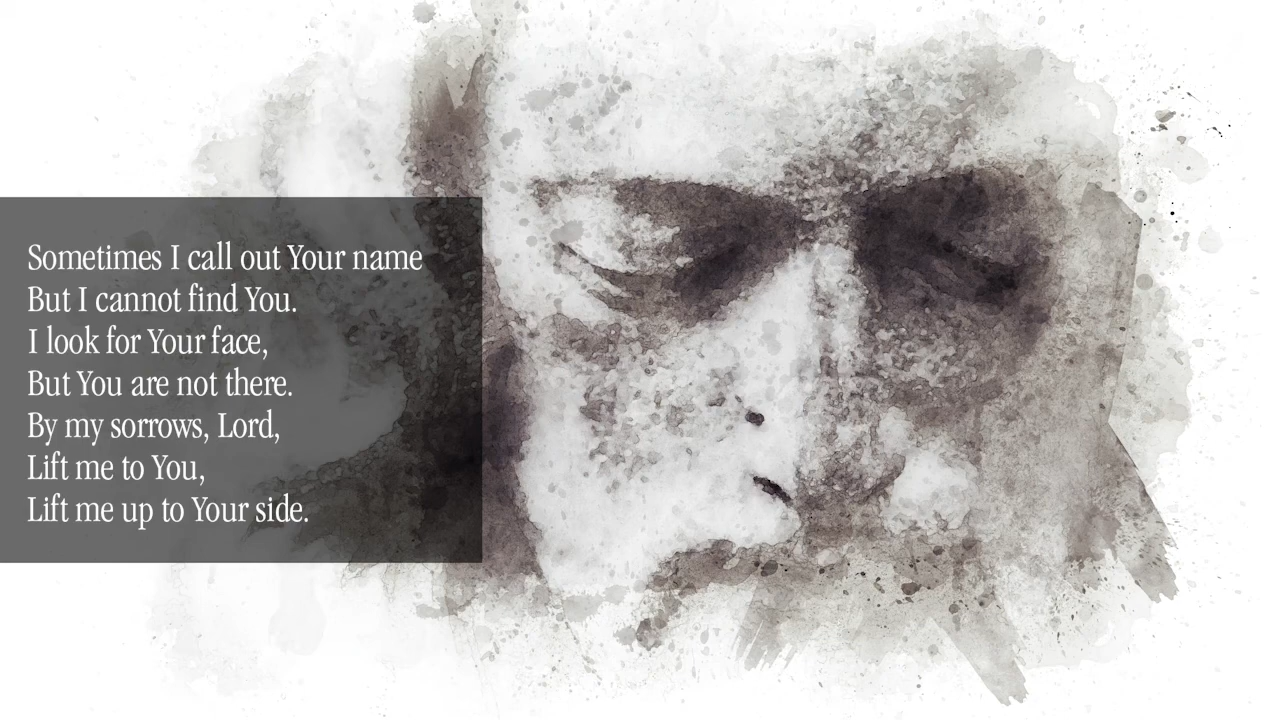 Sometimes I call out Your name
But I cannot find You.
I look for Your face,
But You are not there.
By my sorrows, Lord,
Lift me to You,
Lift me up to Your side.